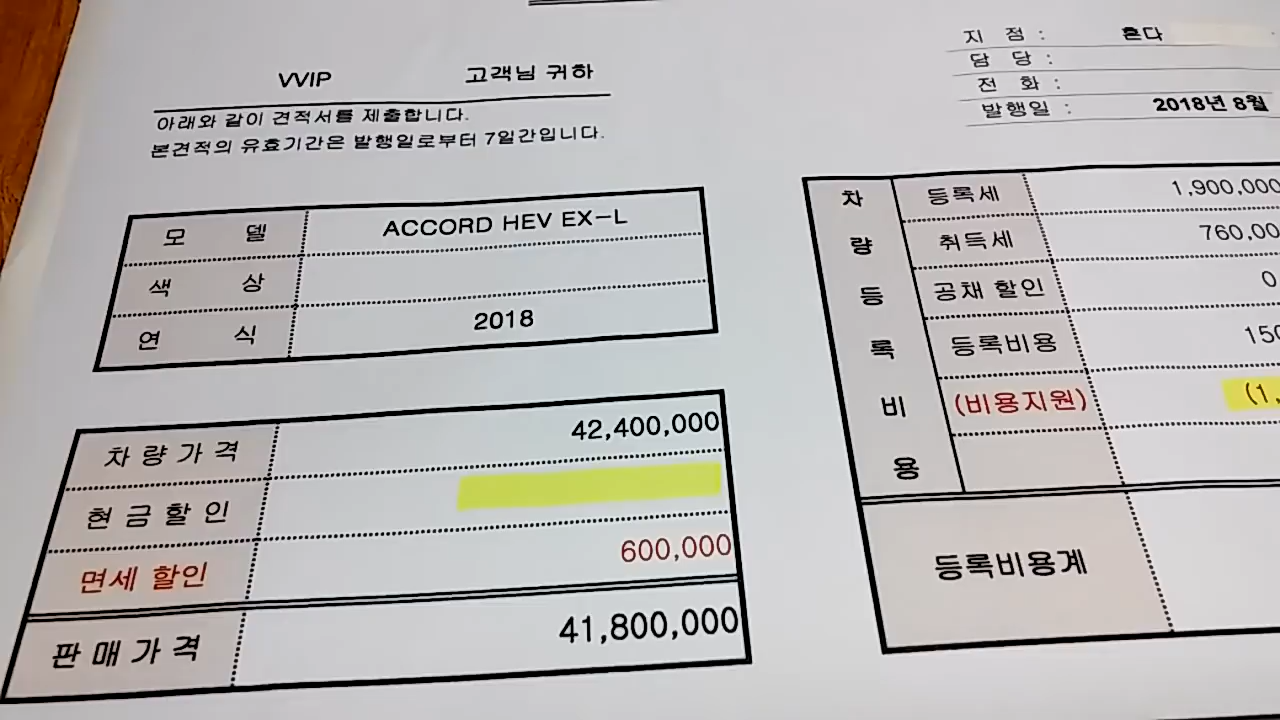 VVIP 고객님 귀하
아래와 같이 견적서를 제출합니다.
본견적의 유효기간은 발행일로부터 7일간입니다.
지 점 : 혼다
담 당 :
전 화 :
발행일 : 2018년 8월
모 델 ACCORD HEV EX-L
색 상
연 식 2018
차량가격 42,400,000
현금할인
면세 할인 600,000
판매가격 41,800,000
차량등록비용
등록세 1,900,000
취득세 760,00
공채 할인 0
등록비용 150
(비용지원) (1,
등록비용계